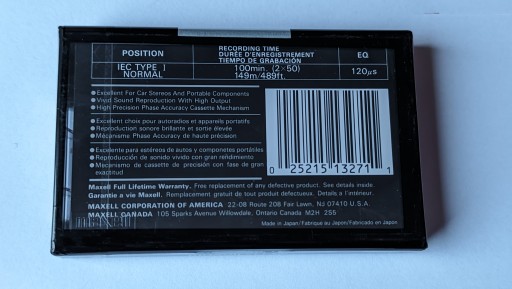 POSITION
RECORDING TIME
DURÉE D'ENREGISTREMENT
TIEMPO DE GRABACIÓN
EQ
IEC TYPE I
NORMAL
100min. (2×50)
149m/489ft.
120μs
●Excellent For Car Stereos And Portable Components
●Vivid Sound Reproduction With High Output
●High Precision Phase Accuracy Cassette Mechanism
●Excellent choix pour autoradios et appareils portatifs
●Reproduction sonore brillante et sortie élevée
●Mécanisme Phase Accuracy de haute précision
●Excelente para estéreos de autos y componetes portátiles
●Reproducción de sonido vívido con gran rendimiento
●Mecanismo de cassette de precisión con fase de gran
exactitud
0 25215 13271 1
Maxell Full Lifetime Warranty. Free replacement of any defective product. See details inside.
Garantie a vie Maxell. Remplacement gratuit de tout produit défectueux. Details a l'intérieur.
MAXELL CORPORATION OF AMERICA 22-08 Route 208 Fair Lawn, NJ 07410 U.S.A.
MAXELL CANADA 105 Sparks Avenue Willowdale, Ontario Canada M2H 2S5
maxell
Made in Japan/Fabriqué au Japon/Fabricado en Japón